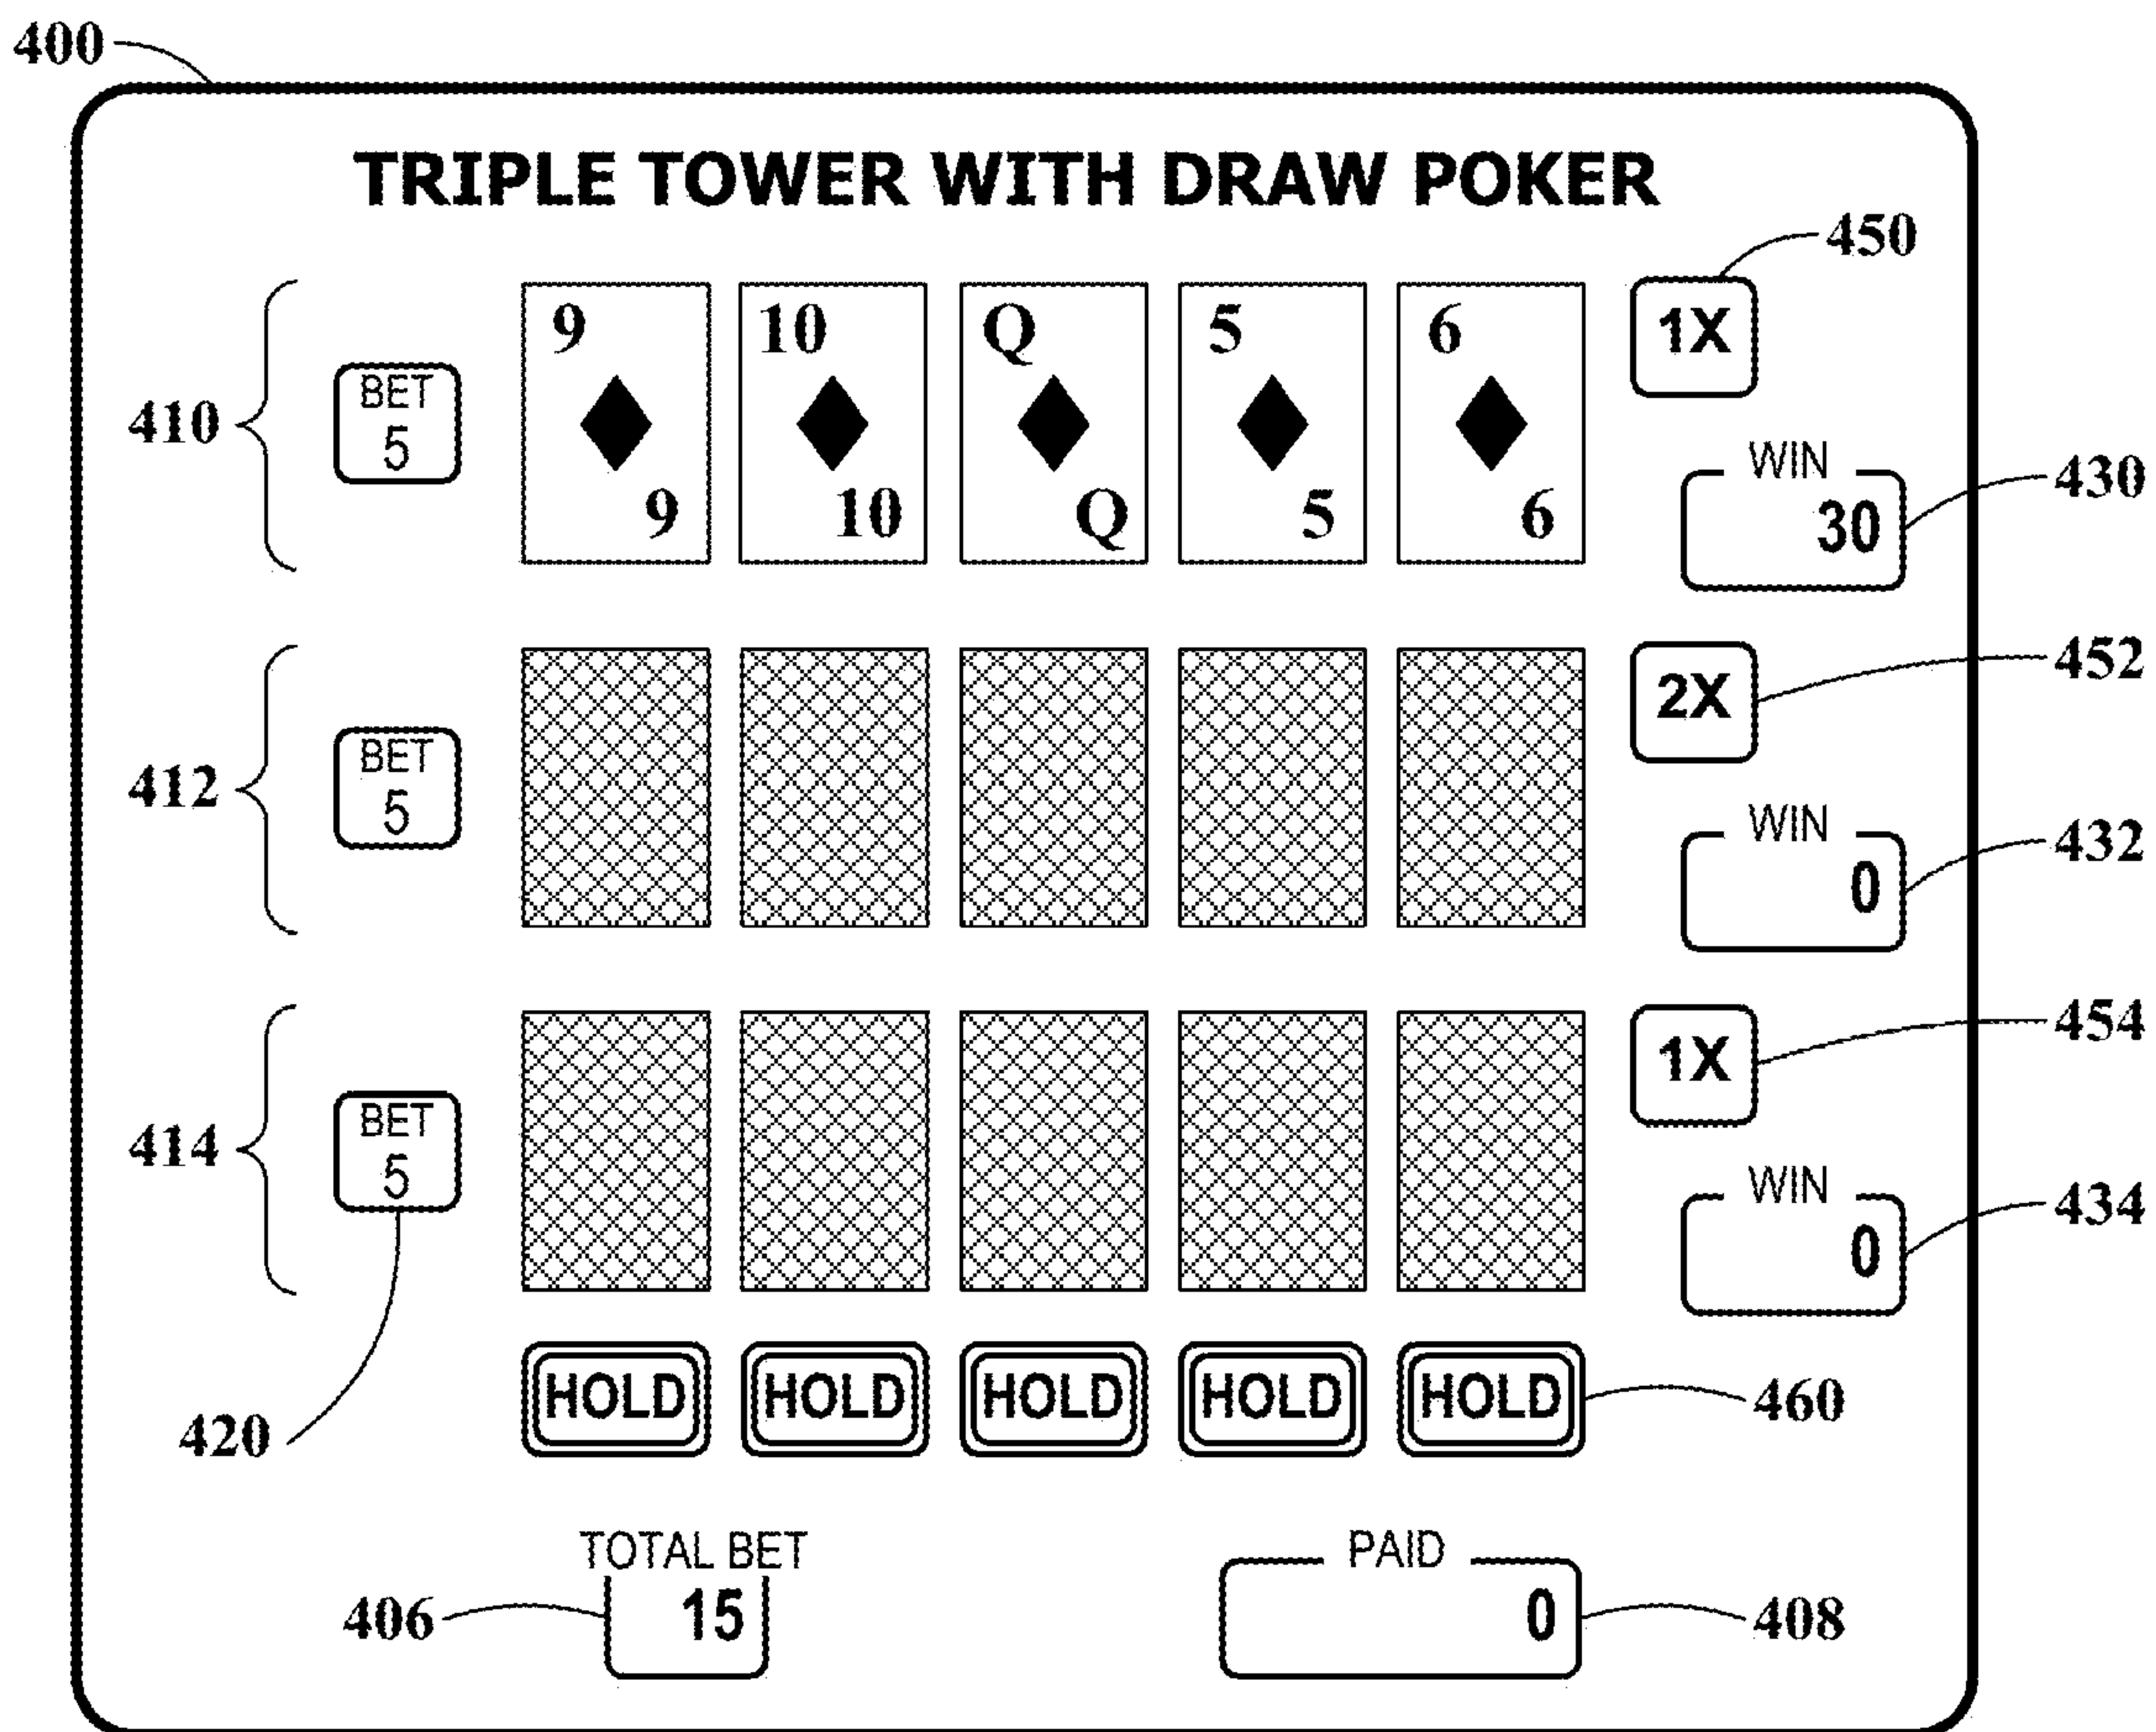 400
TRIPLE TOWER WITH DRAW POKER
450
9 10 Q 5 6 1X
410 BET 5
9 10 Q 5 6
WIN 30 430
452
2X
412 BET 5
WIN 0 432
454
1X
414 BET 5
WIN 0 434
HOLD HOLD HOLD HOLD HOLD 460
420
TOTAL BET PAID
406 15 0 408